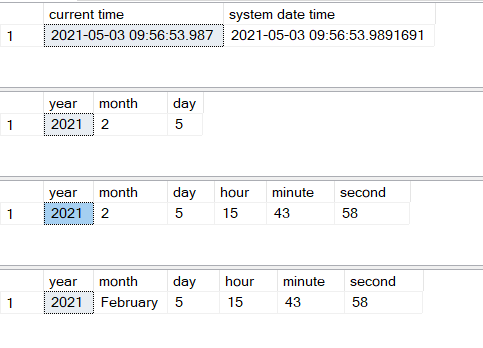 current time system date time
1 2021-05-03 09:56:53.987 2021-05-03 09:56:53.9891691
year month day
1 2021 2 5
year month day hour minute second
1 2021 2 5 15 43 58
year month day hour minute second
1 2021 February 5 15 43 58